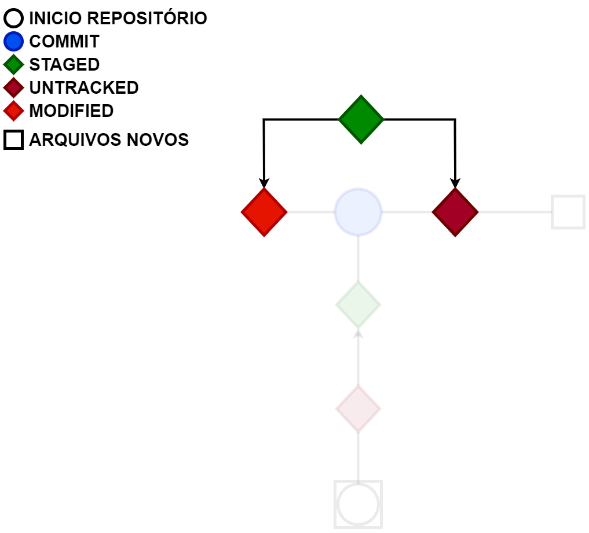 INICIO REPOSITÓRIO
COMMIT
STAGED
UNTRACKED
MODIFIED
ARQUIVOS NOVOS